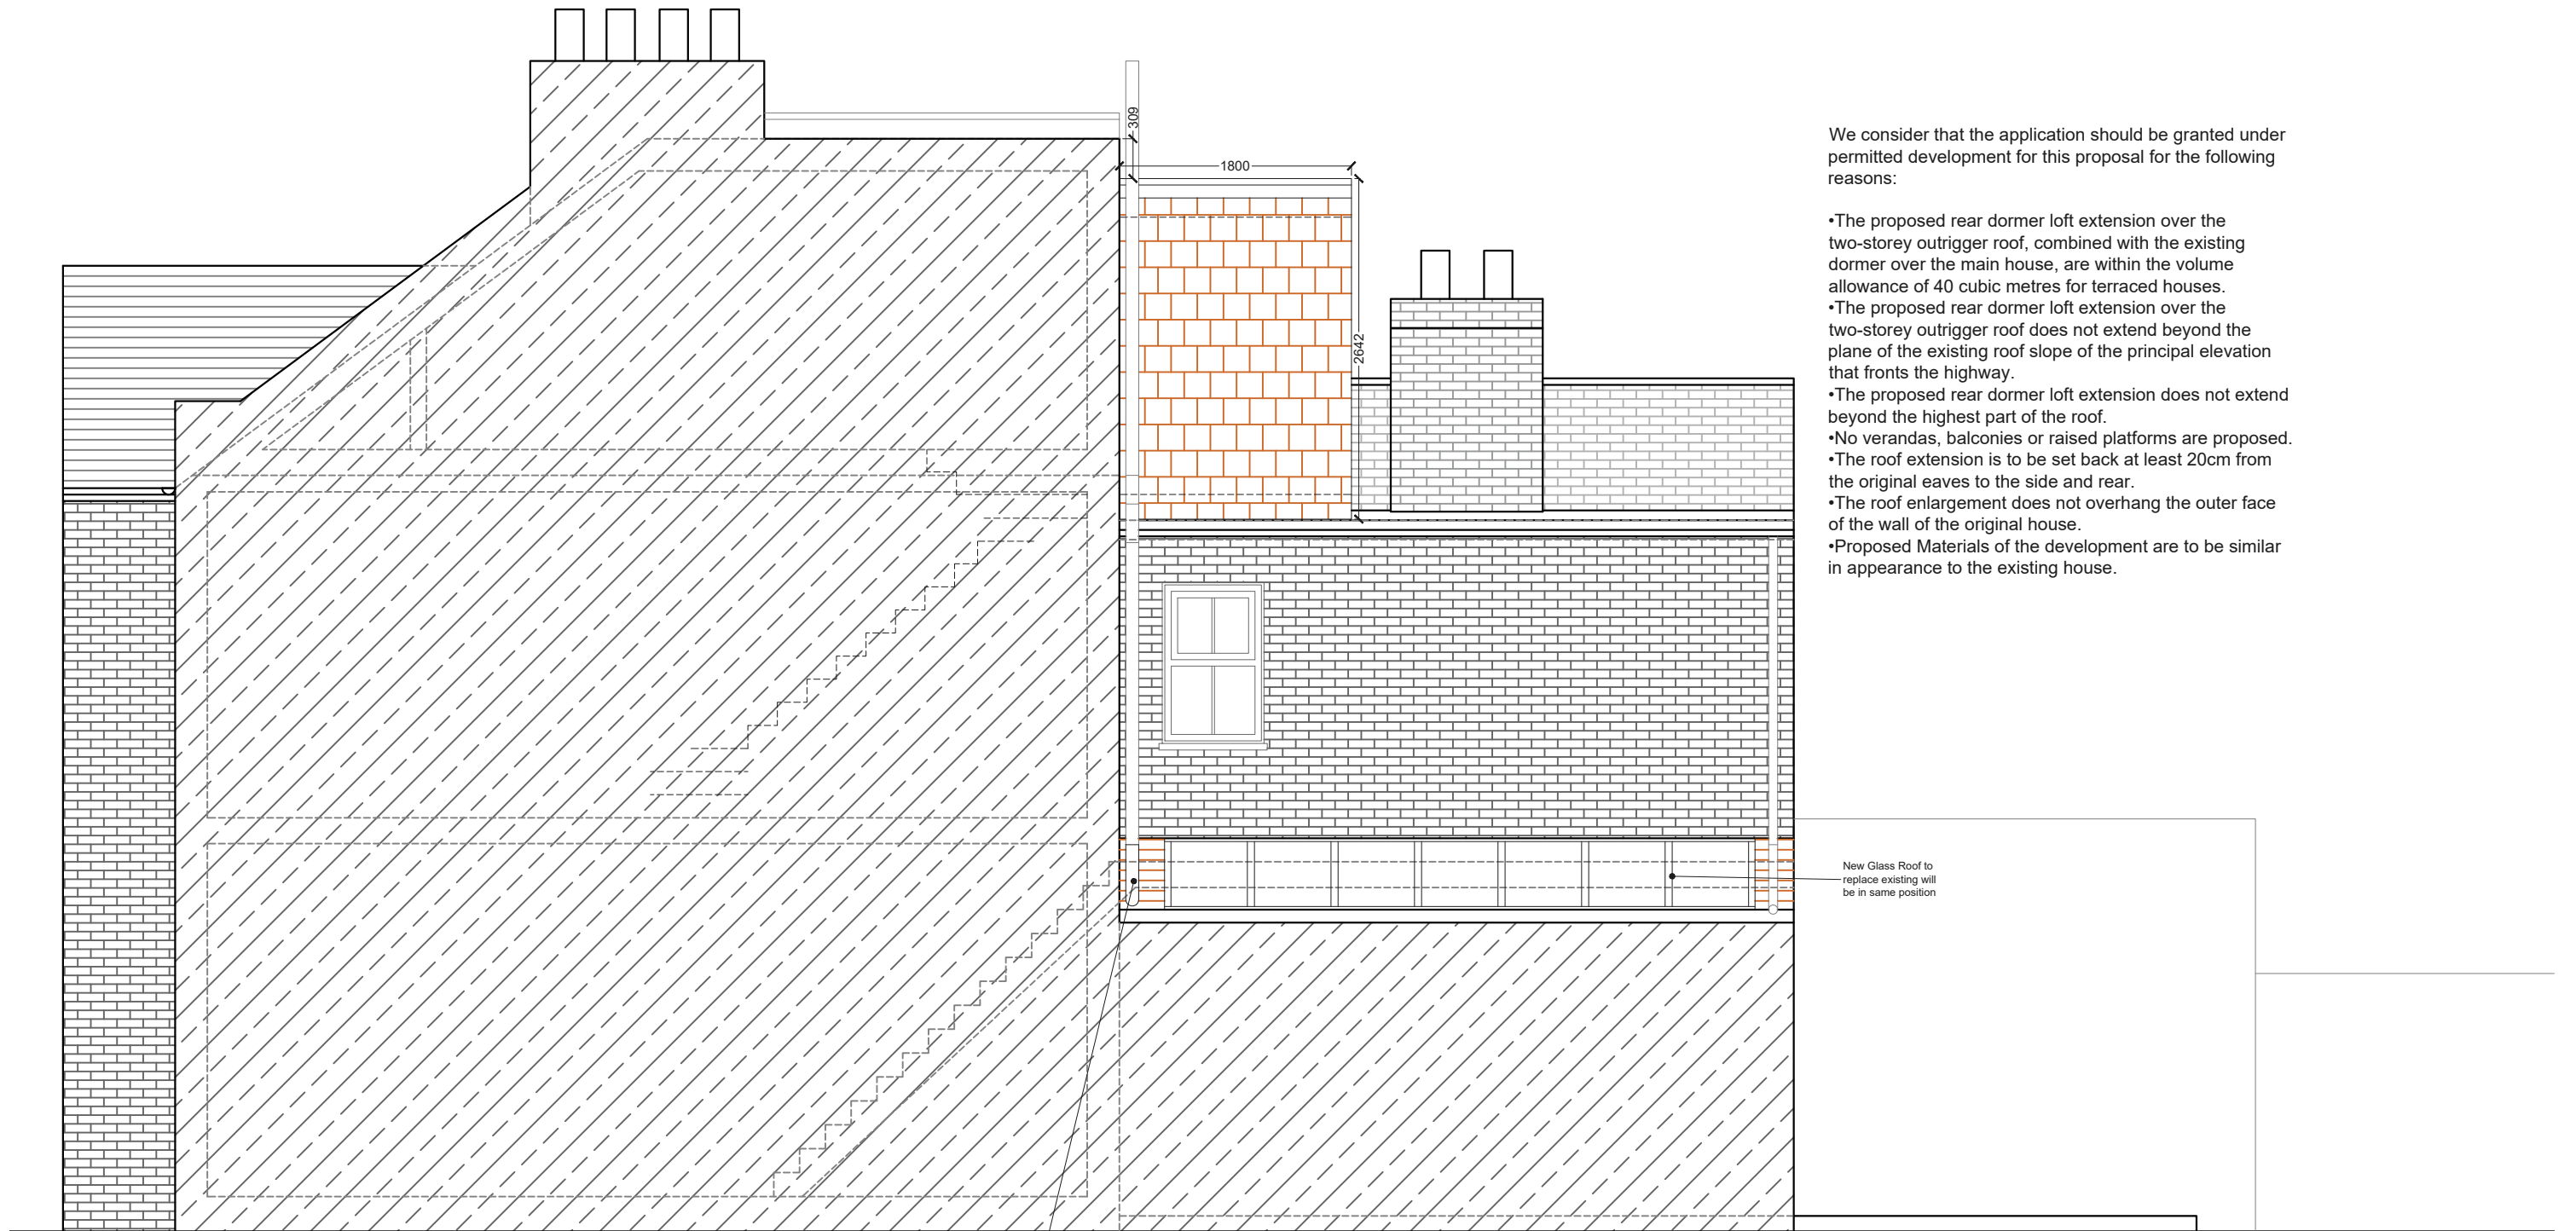 309
1800
2642
We consider that the application should be granted under
permitted development for this proposal for the following
reasons:
•The proposed rear dormer loft extension over the
two-storey outrigger roof, combined with the existing
dormer over the main house, are within the volume
allowance of 40 cubic metres for terraced houses.
•The proposed rear dormer loft extension over the
two-storey outrigger roof does not extend beyond the
plane of the existing roof slope of the principal elevation
that fronts the highway.
•The proposed rear dormer loft extension does not extend
beyond the highest part of the roof.
•No verandas, balconies or raised platforms are proposed.
•The roof extension is to be set back at least 20cm from
the original eaves to the side and rear.
•The roof enlargement does not overhang the outer face
of the wall of the original house.
•Proposed Materials of the development are to be similar
in appearance to the existing house.
New Glass Roof to
replace existing will
be in same position